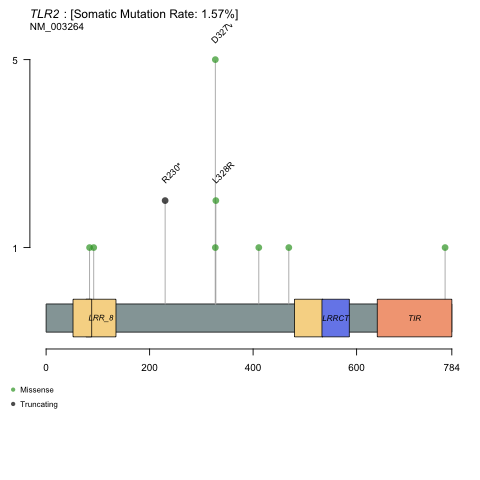 TLR2 : [Somatic Mutation Rate: 1.57%]
NM_003264
D327V
5
R230*
L328R
1
LRR_8
LRRCT
TIR
0
200
400
600
784
Missense
Truncating